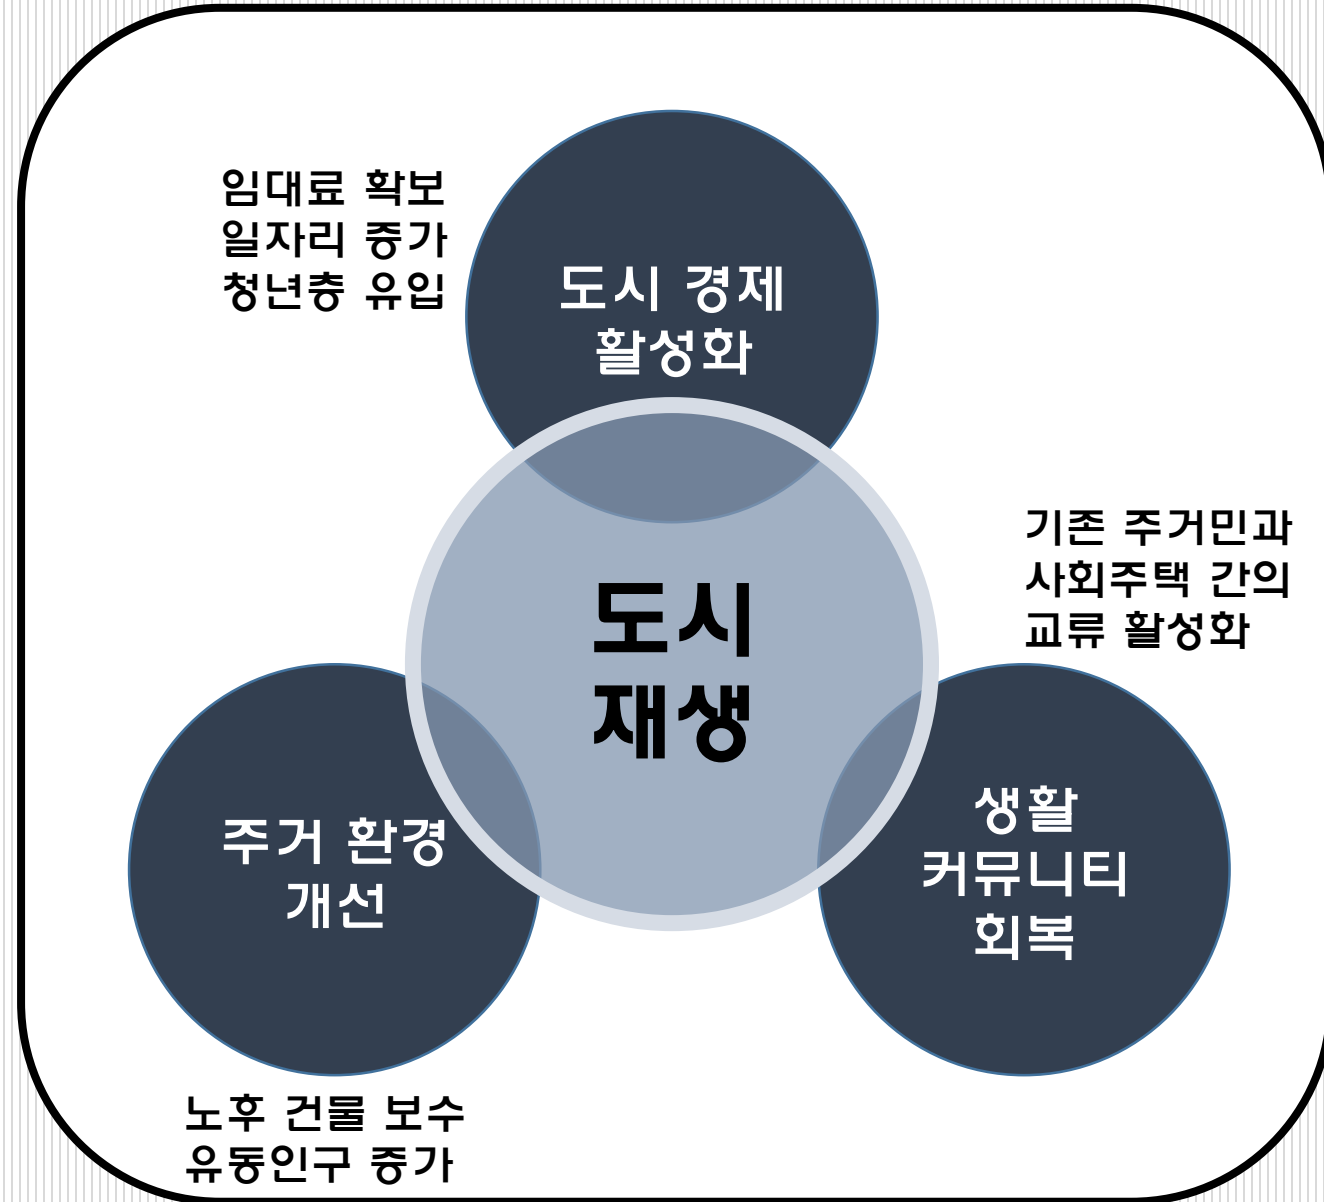 임대료 확보
일자리 증가
청년층 유입
도시 경제
활성화
기존 주거민과
사회주택 간의
교류 활성화
도시
재생
주거 환경
개선
생활
커뮤니티
회복
노후 건물 보수
유동인구 증가